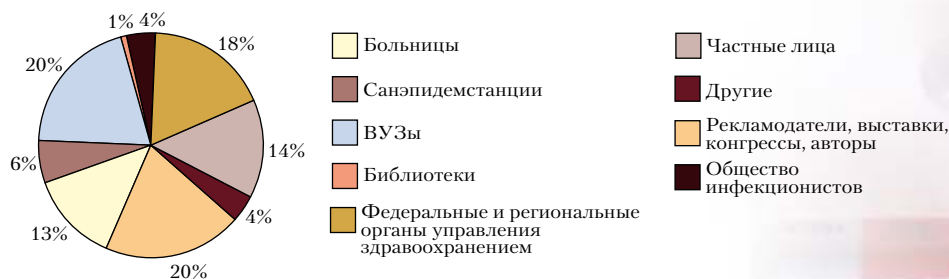 1% 4%
18%
20%
14%
6%
4%
13%
20%
Больницы
Санэпидемстанции
ВУЗы
Библиотеки
Федеральные и региональные
органы управления
здравоохранением
Частные лица
Другие
Рекламодатели, выставки,
конгрессы, авторы
Общество
инфекционистов